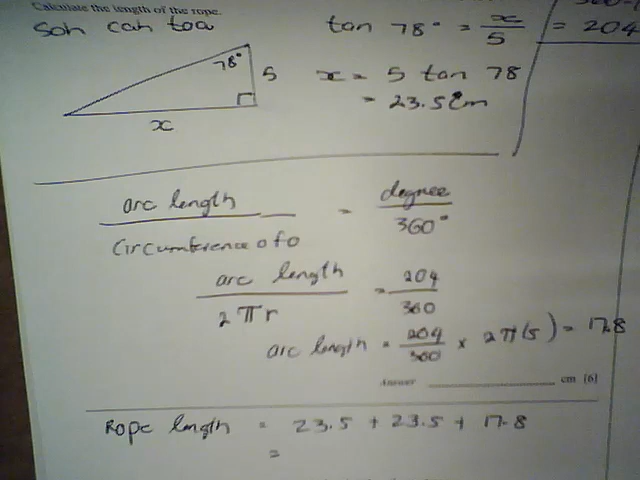 Calculate the length of the rope.
Soh cah toa
78°
5
x
tan 78° = x/5
x = 5 tan 78
= 23.5 cm
= 204
arc length / Circumference of o = degree / 360°
arc length / 2πr = 204 / 360
arc length = 204/360 × 2π(5) = 17.8
Answer cm [6]
Rope length = 23.5 + 23.5 + 17.8
=